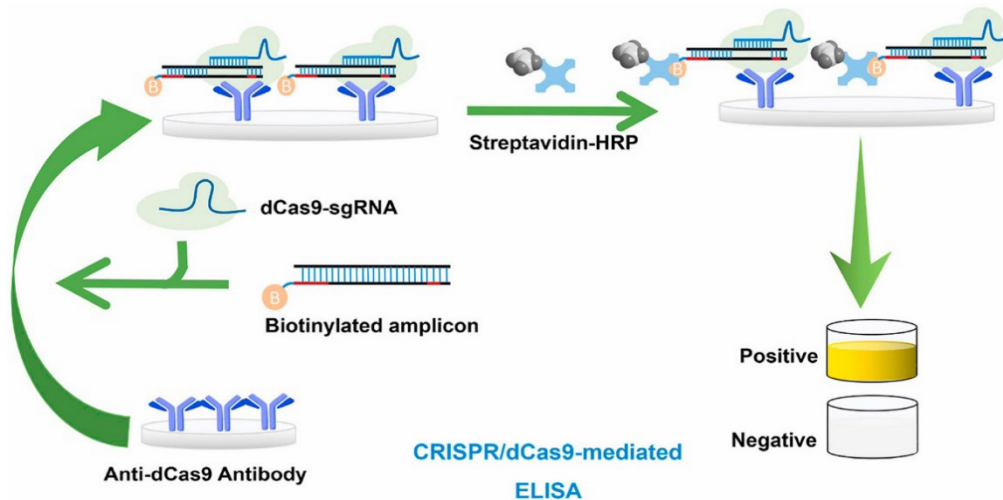 B
B
B
B
Streptavidin-HRP
dCas9-sgRNA
B
Biotinylated amplicon
Positive
Negative
Anti-dCas9 Antibody
CRISPR/dCas9-mediated
ELISA